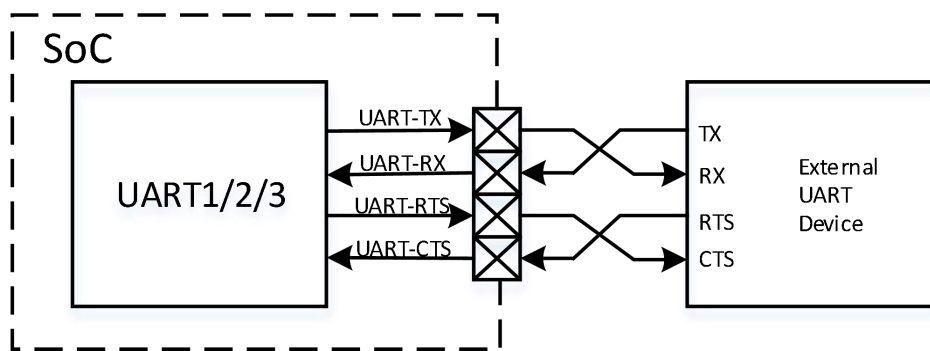 SoC
UART1/2/3
UART-TX
UART-RX
UART-RTS
UART-CTS
TX
RX
RTS
CTS
External
UART
Device